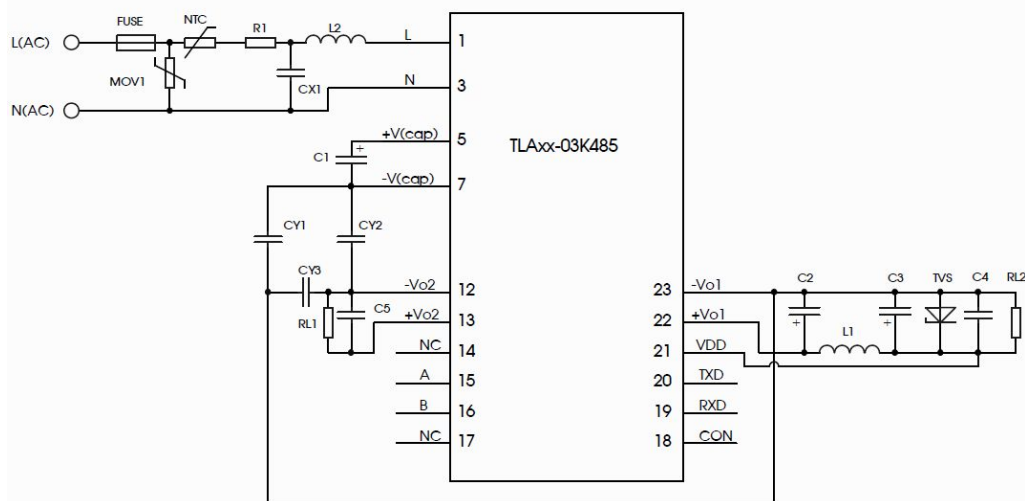 FUSE
NTC
R1
L2
L(AC)
L
1
MOV1
CX1
N
3
N(AC)
+V(cap)
5
TLAxx-03K485
C1
+
-V(cap)
7
CY1
CY2
CY3
-Vo2
12
23
-Vo1
C2
C3
TVS
C4
RL2
RL1
C5
+Vo2
13
22
+Vo1
+
+
L1
NC
14
21
VDD
A
15
20
TXD
B
16
19
RXD
NC
17
18
CON